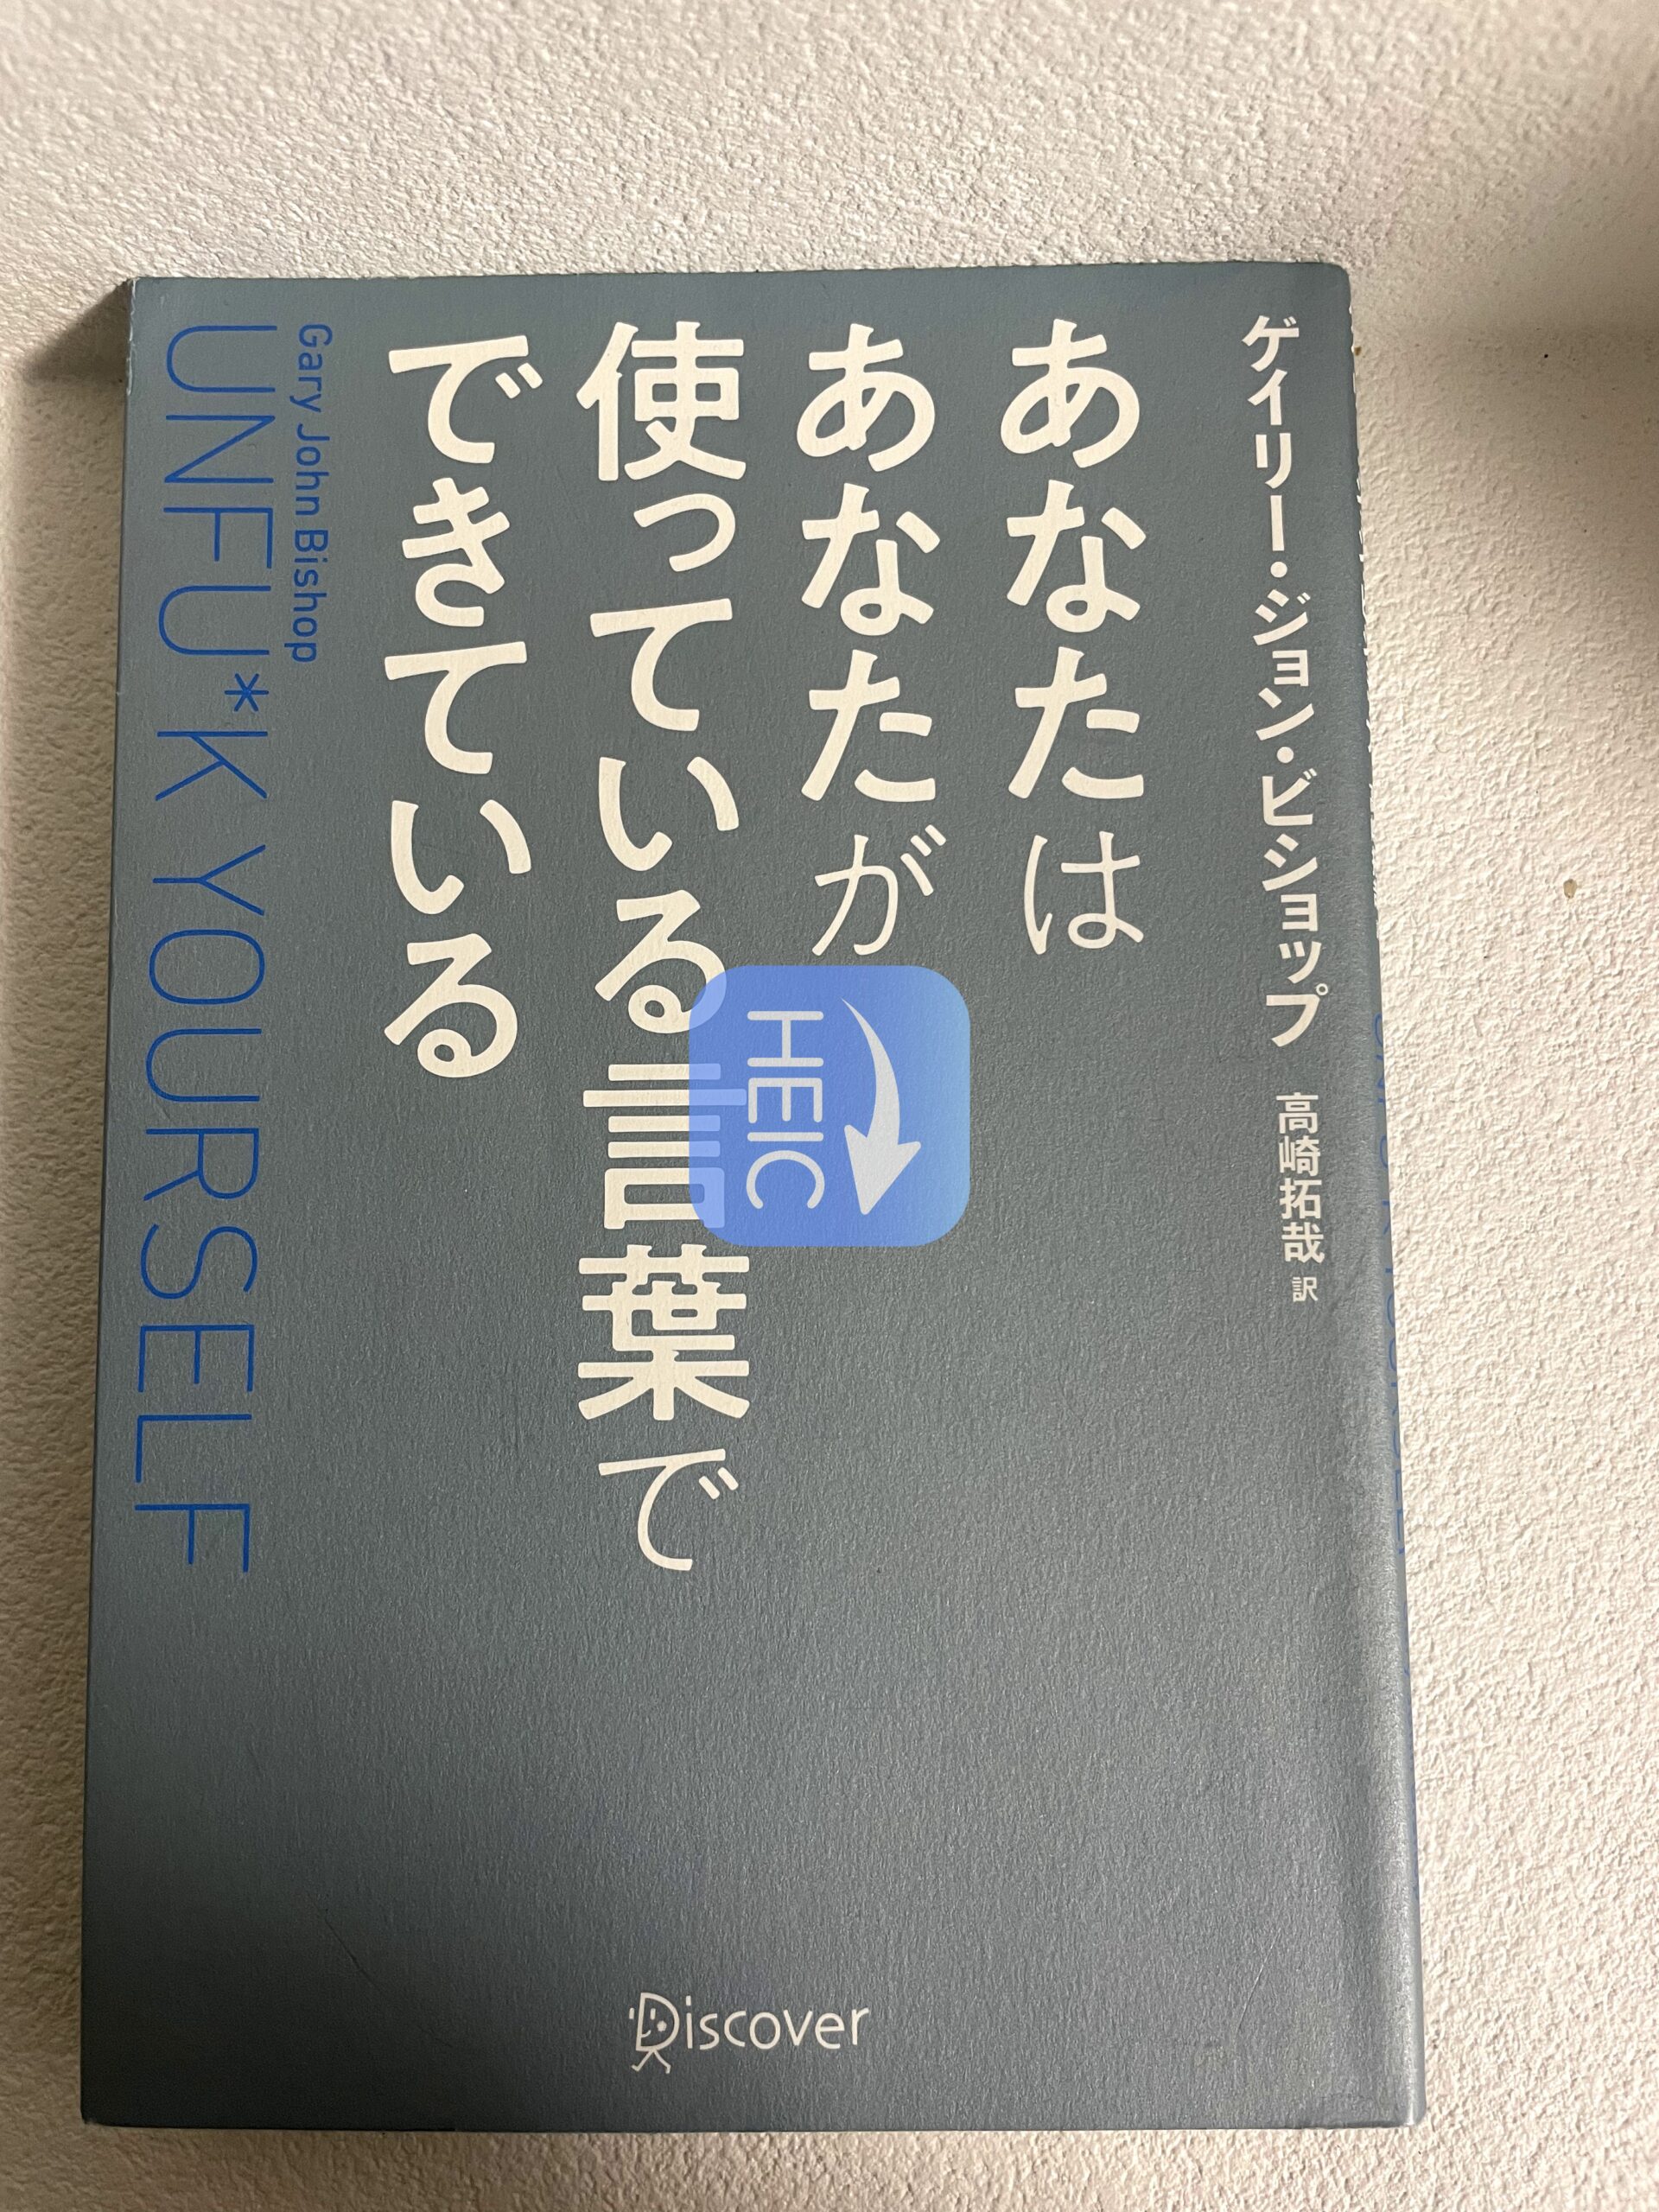 ゲイリー・ジョン・ビショップ 高崎拓哉 訳
あなたは
あなたが
使っている言葉で
できている
Gary John Bishop
UNFU*K YOURSELF
HEIC
Discover